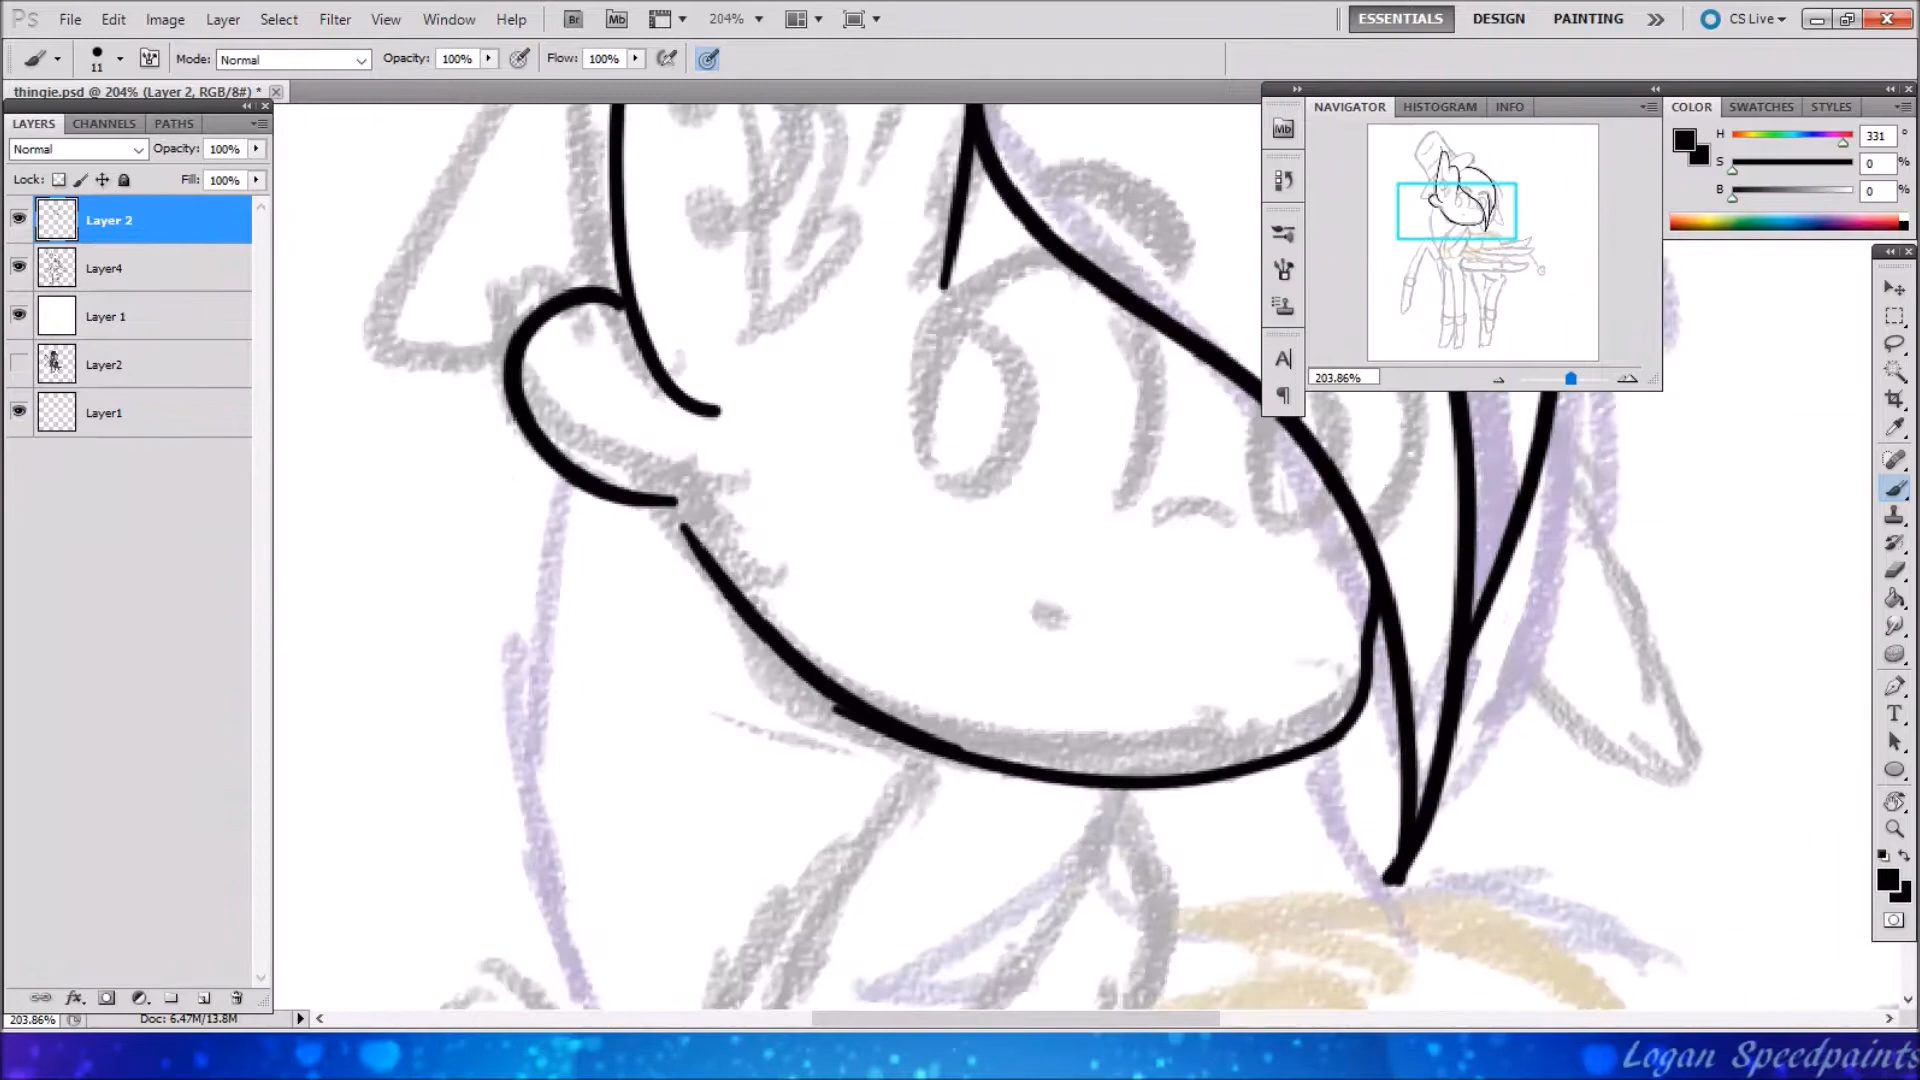 Ps File Edit Image Layer Select Filter View Window Help Br Mb 204% ESSENTIALS DESIGN PAINTING CS Live
11 Mode: Normal Opacity: 100% Flow: 100%
thingie.psd @ 204% (Layer 2, RGB/8#) *
LAYERS CHANNELS PATHS
Normal Opacity: 100%
Lock: Fill: 100%
Layer 2
Layer4
Layer 1
Layer2
Layer1
fx
203.86% Doc: 6.47M/13.8M
Mb
A
NAVIGATOR HISTOGRAM INFO
203.86%
COLOR SWATCHES STYLES
H 331 °
S 0 %
B 0 %
T
Logan Speedpaints